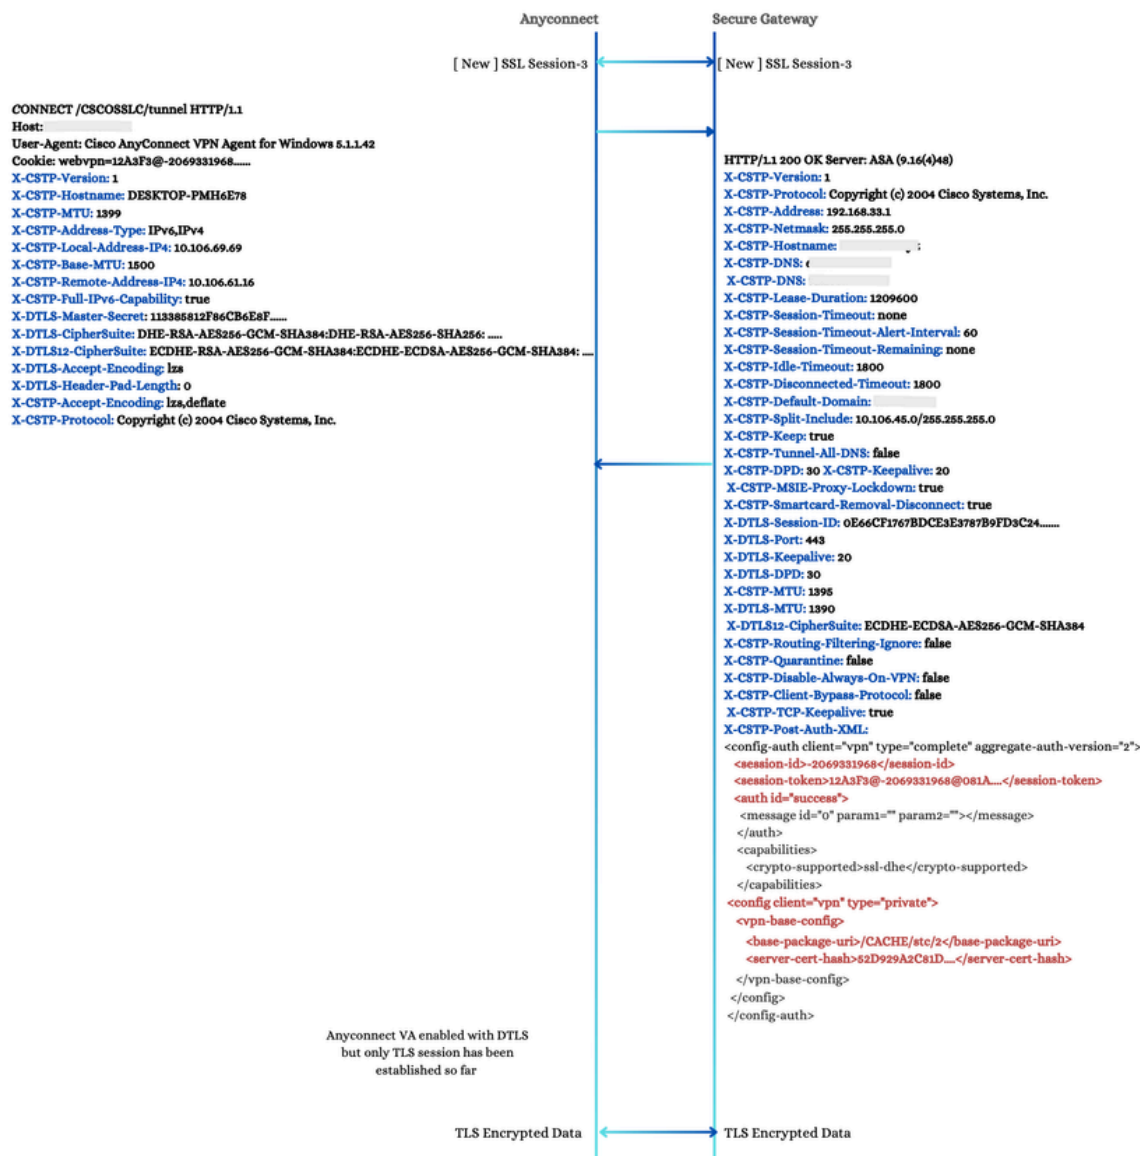 Anyconnect
Secure Gateway
[ New ] SSL Session-3
[ New ] SSL Session-3
CONNECT /CSCOSSLC/tunnel HTTP/1.1
Host:
User-Agent: Cisco AnyConnect VPN Agent for Windows 5.1.1.42
Cookie: webvpn=12A3F3@-2069331968......
X-CSTP-Version: 1
X-CSTP-Hostname: DESKTOP-PMH6E78
X-CSTP-MTU: 1399
X-CSTP-Address-Type: IPv6,IPv4
X-CSTP-Local-Address-IP4: 10.106.69.69
X-CSTP-Base-MTU: 1500
X-CSTP-Remote-Address-IP4: 10.106.61.16
X-CSTP-Full-IPv6-Capability: true
X-DTLS-Master-Secret: 113385812F86CB6E8F......
X-DTLS-CipherSuite: DHE-RSA-AES256-GCM-SHA384:DHE-RSA-AES256-SHA256: .....
X-DTLS12-CipherSuite: ECDHE-RSA-AES256-GCM-SHA384:ECDHE-ECDSA-AES256-GCM-SHA384: ....
X-DTLS-Accept-Encoding: lzs
X-DTLS-Header-Pad-Length: 0
X-CSTP-Accept-Encoding: lzs,deflate
X-CSTP-Protocol: Copyright (c) 2004 Cisco Systems, Inc.
HTTP/1.1 200 OK Server: ASA (9.16(4)48)
X-CSTP-Version: 1
X-CSTP-Protocol: Copyright (c) 2004 Cisco Systems, Inc.
X-CSTP-Address: 192.168.33.1
X-CSTP-Netmask: 255.255.255.0
X-CSTP-Hostname:
X-CSTP-DNS:
X-CSTP-DNS:
X-CSTP-Lease-Duration: 1209600
X-CSTP-Session-Timeout: none
X-CSTP-Session-Timeout-Alert-Interval: 60
X-CSTP-Session-Timeout-Remaining: none
X-CSTP-Idle-Timeout: 1800
X-CSTP-Disconnected-Timeout: 1800
X-CSTP-Default-Domain:
X-CSTP-Split-Include: 10.106.45.0/255.255.255.0
X-CSTP-Keep: true
X-CSTP-Tunnel-All-DNS: false
X-CSTP-DPD: 30 X-CSTP-Keepalive: 20
X-CSTP-MSIE-Proxy-Lockdown: true
X-CSTP-Smartcard-Removal-Disconnect: true
X-DTLS-Session-ID: 0E66CF1767BDCE3E3787B9FD3C24.......
X-DTLS-Port: 443
X-DTLS-Keepalive: 20
X-DTLS-DPD: 30
X-CSTP-MTU: 1395
X-DTLS-MTU: 1390
X-DTLS12-CipherSuite: ECDHE-ECDSA-AES256-GCM-SHA384
X-CSTP-Routing-Filtering-Ignore: false
X-CSTP-Quarantine: false
X-CSTP-Disable-Always-On-VPN: false
X-CSTP-Client-Bypass-Protocol: false
X-CSTP-TCP-Keepalive: true
X-CSTP-Post-Auth-XML:
<config-auth client="vpn" type="complete" aggregate-auth-version="2">
<session-id>-2069331968</session-id>
<session-token>12A3F3@-2069331968@081A....</session-token>
<auth id="success">
<message id="0" param1="" param2=""></message>
</auth>
<capabilities>
<crypto-supported>ssl-dhe</crypto-supported>
</capabilities>
<config client="vpn" type="private">
<vpn-base-config>
<base-package-uri>/CACHE/stc/2</base-package-uri>
<server-cert-hash>52D929A2C81D....</server-cert-hash>
</vpn-base-config>
</config>
</config-auth>
Anyconnect VA enabled with DTLS
but only TLS session has been
established so far
TLS Encrypted Data
TLS Encrypted Data